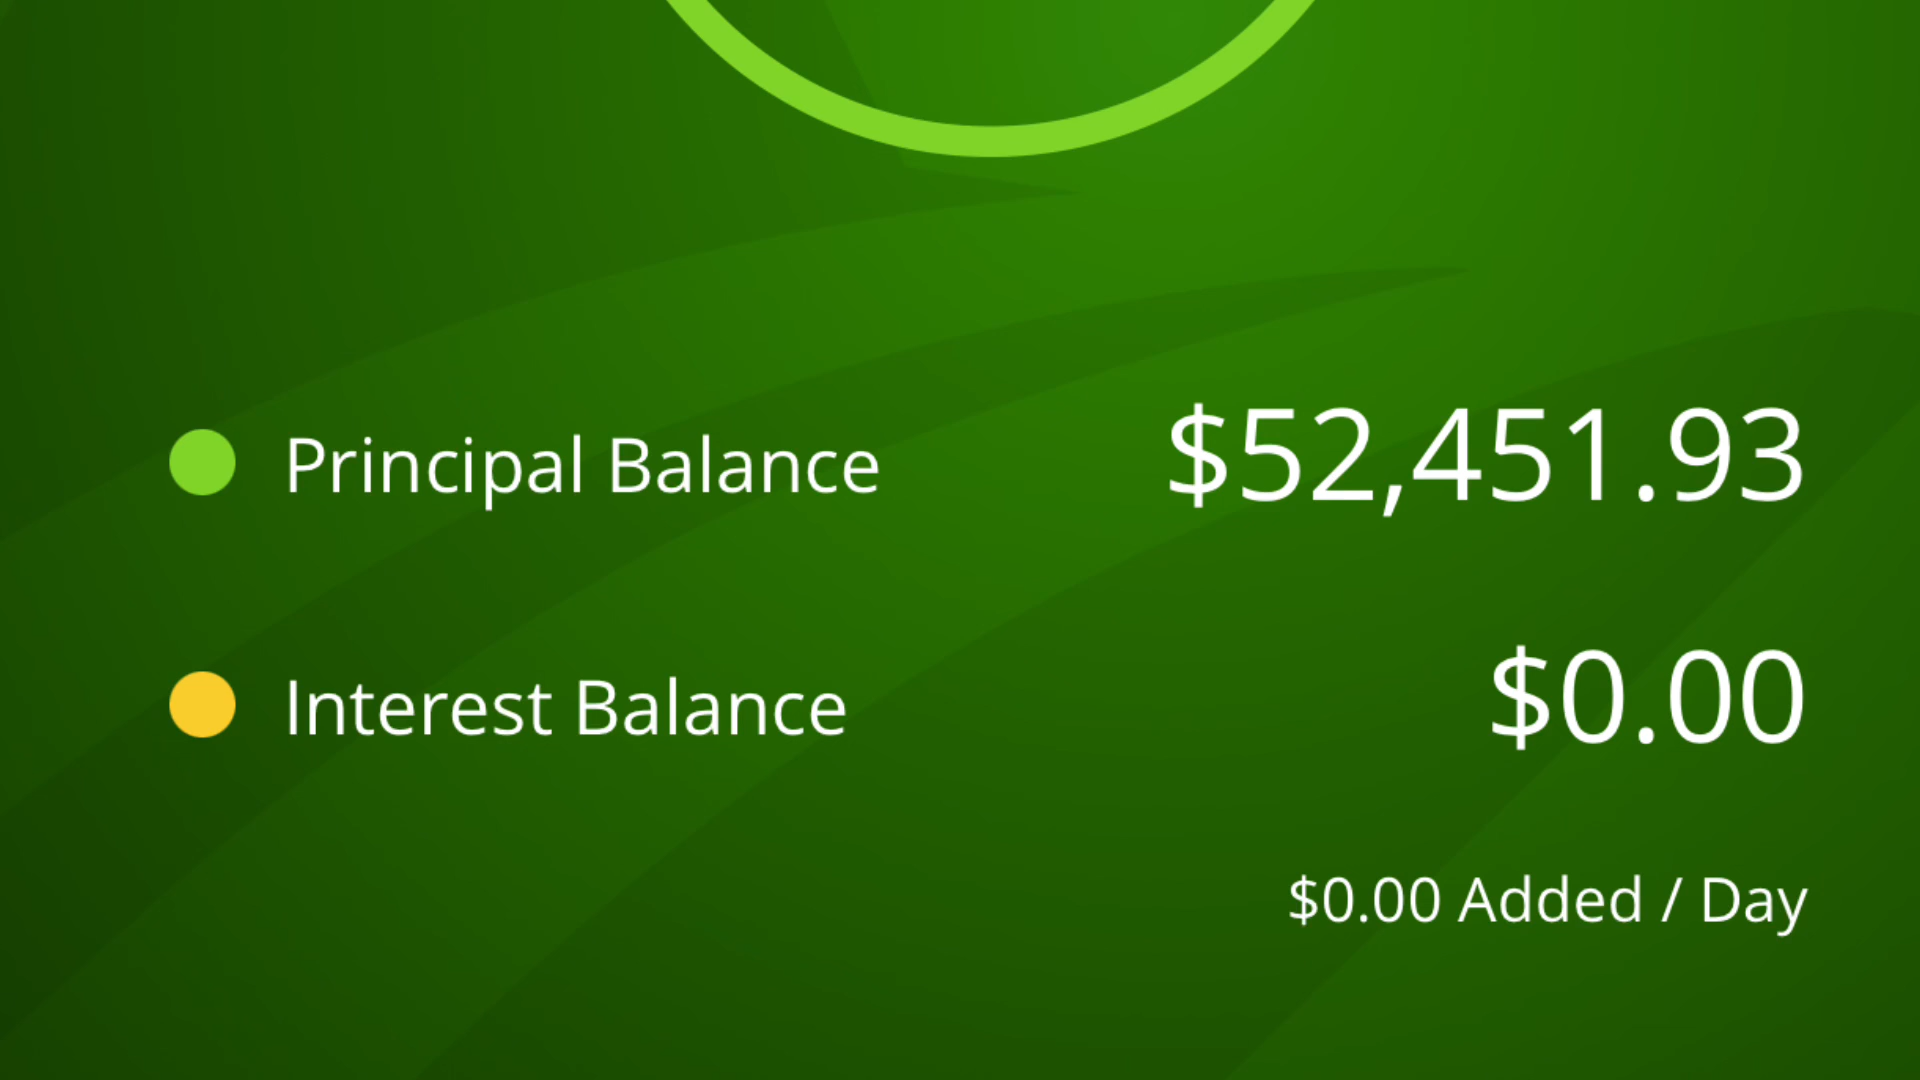 Principal Balance $52,451.93
Interest Balance $0.00
$0.00 Added / Day